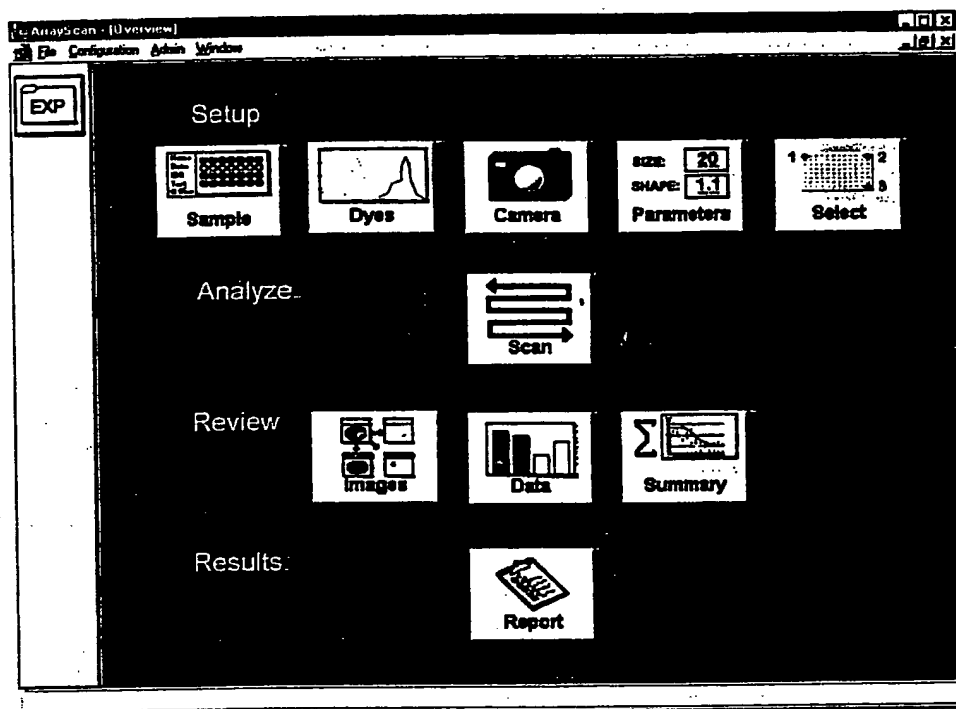 ArrayScan - [Overview]
File Configuration Admin Window
EXP
Setup
SIZE: 20
SHAPE: 1.1
1 2
3
Sample Dyes Camera Parameters Select
Analyze
Scan
Review
Images Data Summary
Results
Report